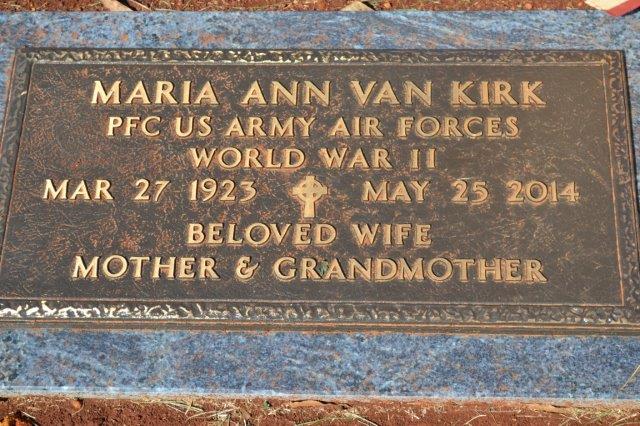 MARIA ANN VAN KIRK
PFC US ARMY AIR FORCES
WORLD WAR II
MAR 27 1923 MAY 25 2014
BELOVED WIFE
MOTHER & GRANDMOTHER